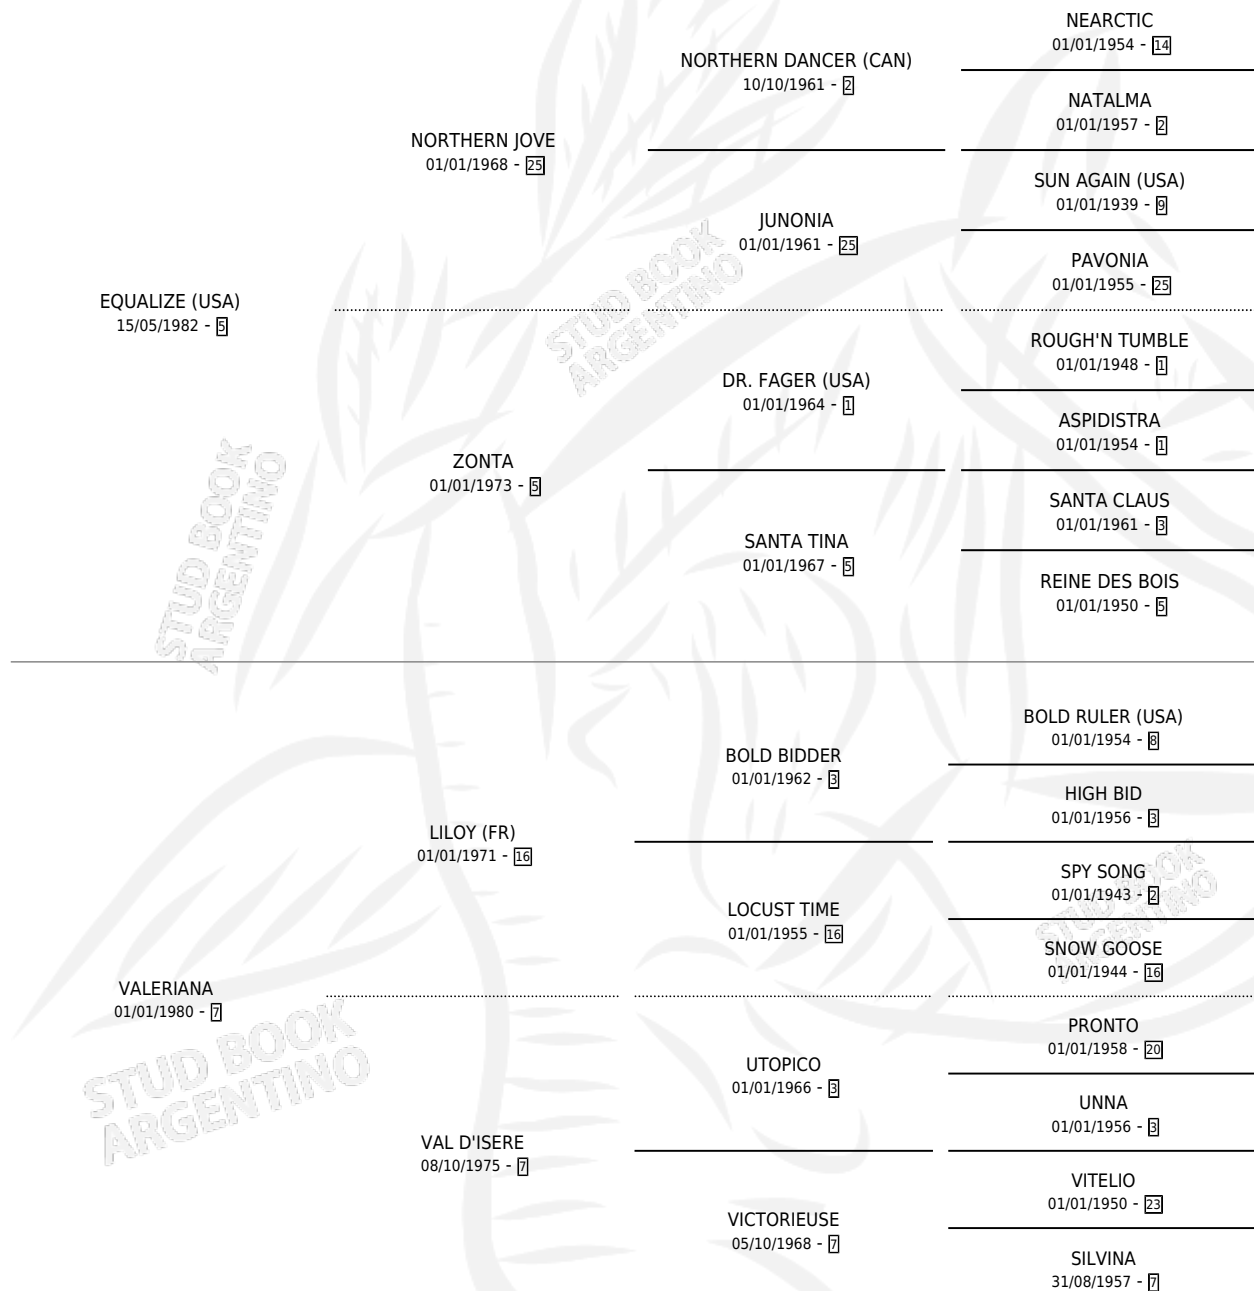 NEARCTIC
01/01/1954 - 14
NORTHERN DANCER (CAN)
10/10/1961 - 2
NATALMA
01/01/1957 - 2
NORTHERN JOVE
01/01/1968 - 25
SUN AGAIN (USA)
01/01/1939 - 9
JUNONIA
01/01/1961 - 25
PAVONIA
01/01/1955 - 25
EQUALIZE (USA)
15/05/1982 - 5
ROUGH'N TUMBLE
01/01/1948 - 1
DR. FAGER (USA)
01/01/1964 - 1
ASPIDISTRA
01/01/1954 - 1
ZONTA
01/01/1973 - 5
SANTA CLAUS
01/01/1961 - 3
SANTA TINA
01/01/1967 - 5
REINE DES BOIS
01/01/1950 - 5
BOLD RULER (USA)
01/01/1954 - 8
BOLD BIDDER
01/01/1962 - 3
HIGH BID
01/01/1956 - 3
LILOY (FR)
01/01/1971 - 16
SPY SONG
01/01/1943 - 2
LOCUST TIME
01/01/1955 - 16
SNOW GOOSE
01/01/1944 - 16
VALERIANA
01/01/1980 - 7
PRONTO
01/01/1958 - 20
UTOPICO
01/01/1966 - 3
UNNA
01/01/1956 - 3
VAL D'ISERE
08/10/1975 - 7
VITELIO
01/01/1950 - 23
VICTORIEUSE
05/10/1968 - 7
SILVINA
31/08/1957 - 7
STUD BOOK
ARGENTINO
STUD BOOK
ARGENTINO
STUD BOOK
ARGENTINO
STUD BOOK
ARGENTINO